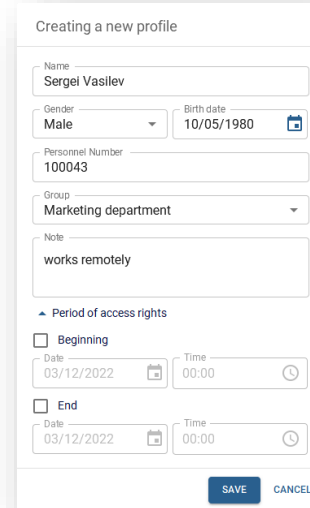 Creating a new profile
Name
Sergei Vasilev
Gender Birth date
Male 10/05/1980
Personnel Number
100043
Group
Marketing department
Note
works remotely
Period of access rights
Beginning
Date Time
03/12/2022 00:00
End
Date Time
03/12/2022 00:00
SAVE CANCEL